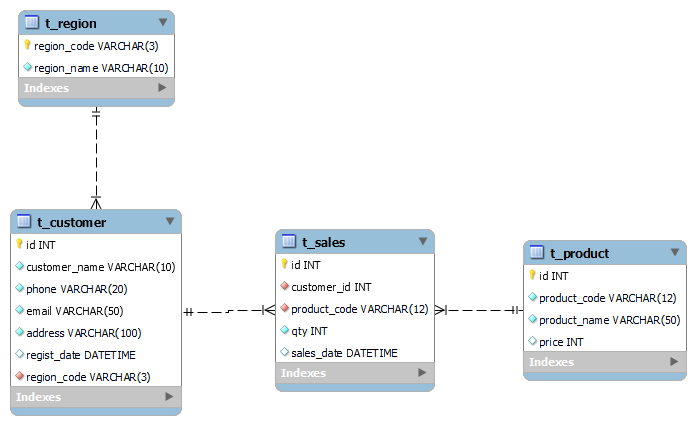 t_region
region_code VARCHAR(3)
region_name VARCHAR(10)
Indexes
t_customer
id INT
customer_name VARCHAR(10)
phone VARCHAR(20)
email VARCHAR(50)
address VARCHAR(100)
regist_date DATETIME
region_code VARCHAR(3)
Indexes
t_sales
id INT
customer_id INT
product_code VARCHAR(12)
qty INT
sales_date DATETIME
Indexes
t_product
id INT
product_code VARCHAR(12)
product_name VARCHAR(50)
price INT
Indexes